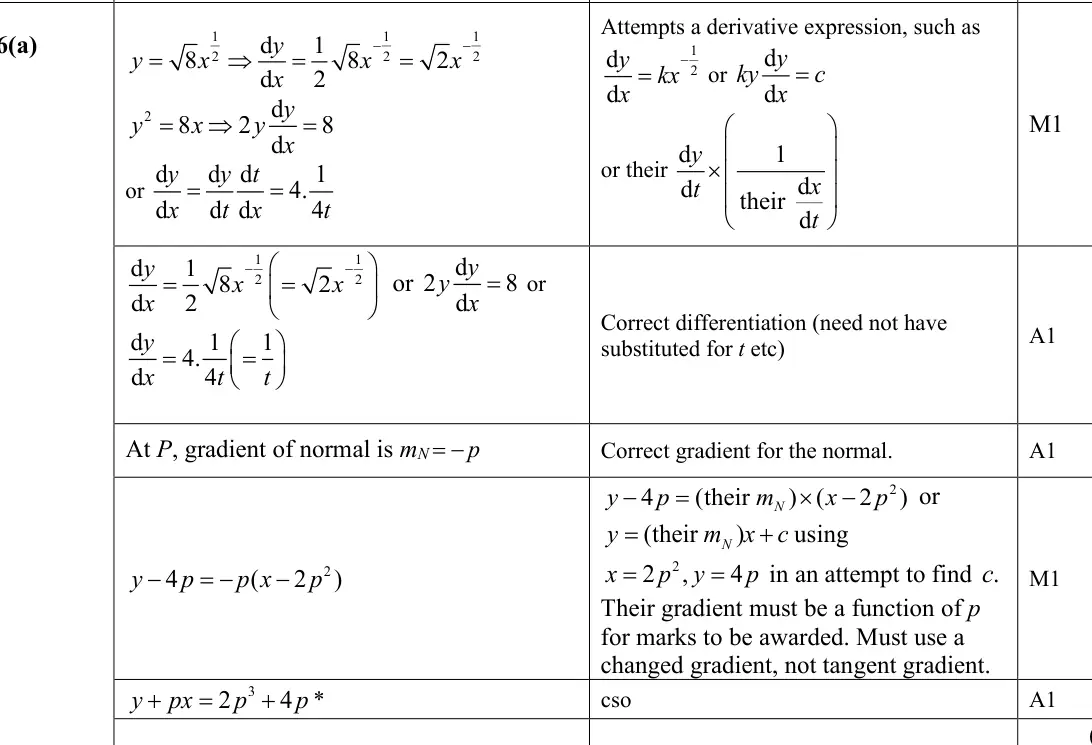 6(a)
y = √8x^{1/2} ⇒ dy/dx = 1/2 √8x^{-1/2} = √2x^{-1/2}
y² = 8x ⇒ 2y dy/dx = 8
or dy/dx = dy/dt dt/dx = 4. 1/4t
Attempts a derivative expression, such as
dy/dx = kx^{-1/2} or ky dy/dx = c
or their dy/dt × (1/(their dx/dt))
M1
dy/dx = 1/2 √8x^{-1/2} (= √2x^{-1/2}) or 2y dy/dx = 8 or
dy/dx = 4. 1/4t (= 1/t)
Correct differentiation (need not have
substituted for t etc)
A1
At P, gradient of normal is m_N = −p
Correct gradient for the normal.
A1
y − 4p = −p(x − 2p²)
y − 4p = (their m_N) × (x − 2p²) or
y = (their m_N)x + c using
x = 2p², y = 4p in an attempt to find c.
Their gradient must be a function of p
for marks to be awarded. Must use a
changed gradient, not tangent gradient.
M1
y + px = 2p³ + 4p *
cso
A1